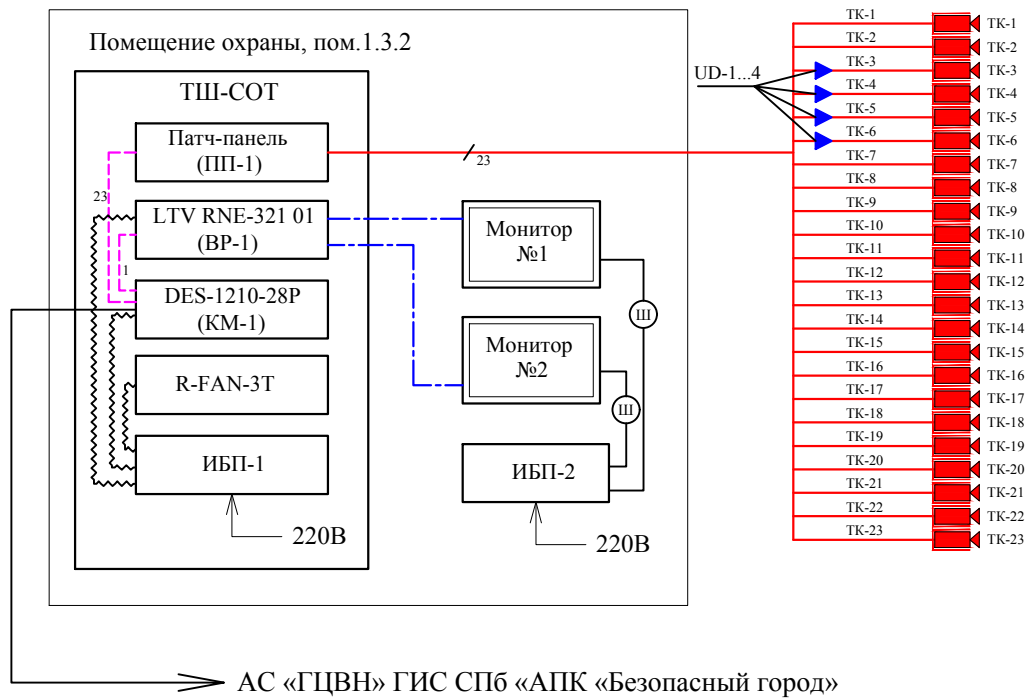 Помещение охраны, пом.1.3.2
ТШ-СОТ
Патч-панель
(ПП-1)
23
LTV RNE-321 01
(ВР-1)
1
DES-1210-28P
(КМ-1)
R-FAN-3T
ИБП-1
220В
23
Монитор
№1
Ш
Монитор
№2
Ш
ИБП-2
220В
UD-1...4
ТК-1 ТК-1
ТК-2 ТК-2
ТК-3 ТК-3
ТК-4 ТК-4
ТК-5 ТК-5
ТК-6 ТК-6
ТК-7 ТК-7
ТК-8 ТК-8
ТК-9 ТК-9
ТК-10 ТК-10
ТК-11 ТК-11
ТК-12 ТК-12
ТК-13 ТК-13
ТК-14 ТК-14
ТК-15 ТК-15
ТК-16 ТК-16
ТК-17 ТК-17
ТК-18 ТК-18
ТК-19 ТК-19
ТК-20 ТК-20
ТК-21 ТК-21
ТК-22 ТК-22
ТК-23 ТК-23
АС «ГЦВН» ГИС СПб «АПК «Безопасный город»